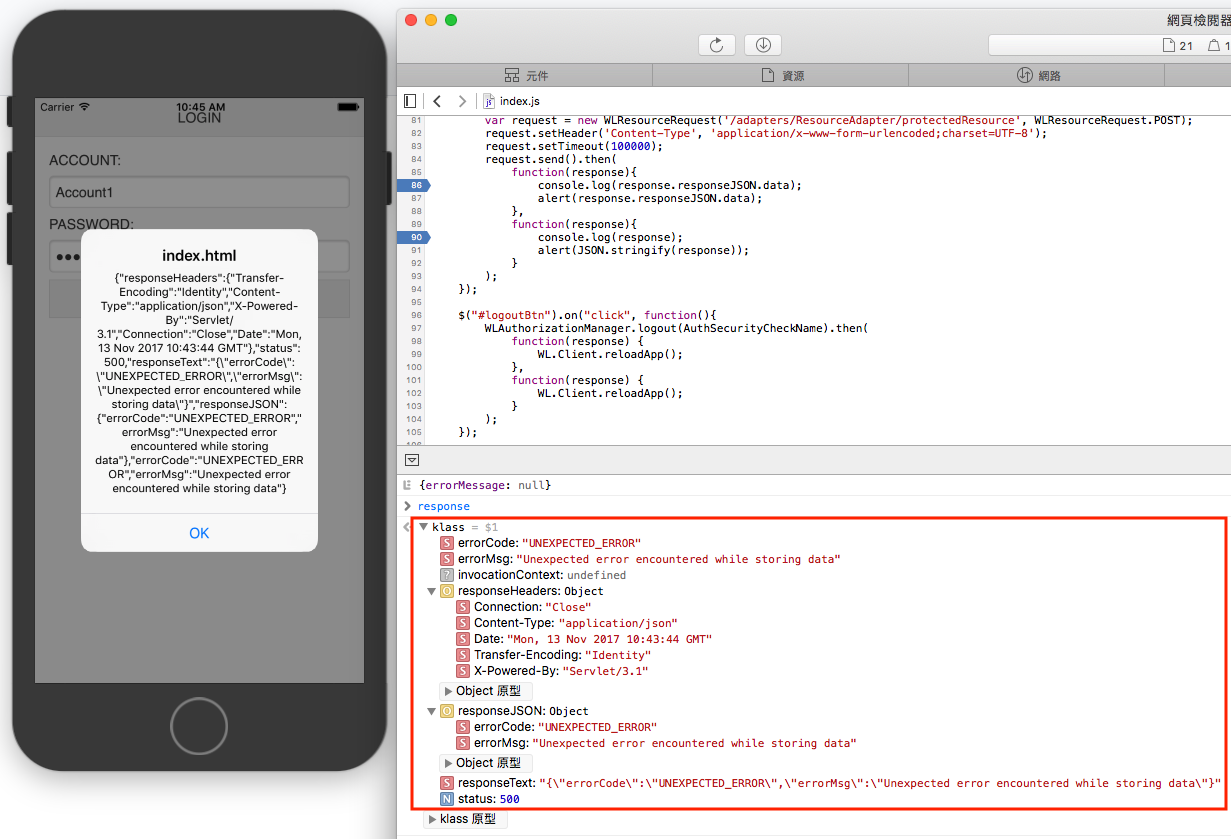 Carrier
10:45 AM
LOGIN
ACCOUNT:
Account1
PASSWORD:
index.html
{"responseHeaders":{"Transfer-
Encoding":"Identity","Content-
Type":"application/json","X-Powered-
By":"Servlet/
3.1","Connection":"Close","Date":"Mon,
13 Nov 2017 10:43:44 GMT"},"status":
500,"responseText":"{\"errorCode\":
\"UNEXPECTED_ERROR\",\"errorMsg\":
\"Unexpected error encountered while
storing data\"}","responseJSON":
{"errorCode":"UNEXPECTED_ERROR","
errorMsg":"Unexpected error
encountered while storing
data"},"errorCode":"UNEXPECTED_ERR
OR","errorMsg":"Unexpected error
encountered while storing data"}
OK
網頁檢閱器
21
1
元件
資源
網路
index.js
81 var request = new WLResourceRequest('/adapters/ResourceAdapter/protectedResource', WLResourceRequest.POST);
82 request.setHeader('Content-Type', 'application/x-www-form-urlencoded;charset=UTF-8');
83 request.setTimeout(100000);
84 request.send().then(
85 function(response){
86 console.log(response.responseJSON.data);
87 alert(response.responseJSON.data);
88 },
89 function(response){
90 console.log(response);
91 alert(JSON.stringify(response));
92 }
93 );
94 });
95
96 $("#logoutBtn").on("click", function(){
97 WLAuthorizationManager.logout(AuthSecurityCheckName).then(
98 function(response) {
99 WL.Client.reloadApp();
100 },
101 function(response) {
102 WL.Client.reloadApp();
103 }
104 );
105 });
106
E {errorMessage: null}
response
klass = $1
S errorCode: "UNEXPECTED_ERROR"
S errorMsg: "Unexpected error encountered while storing data"
? invocationContext: undefined
O responseHeaders: Object
S Connection: "Close"
S Content-Type: "application/json"
S Date: "Mon, 13 Nov 2017 10:43:44 GMT"
S Transfer-Encoding: "Identity"
S X-Powered-By: "Servlet/3.1"
Object 原型
O responseJSON: Object
S errorCode: "UNEXPECTED_ERROR"
S errorMsg: "Unexpected error encountered while storing data"
Object 原型
S responseText: "{\"errorCode\":\"UNEXPECTED_ERROR\",\"errorMsg\":\"Unexpected error encountered while storing data\"}"
N status: 500
klass 原型